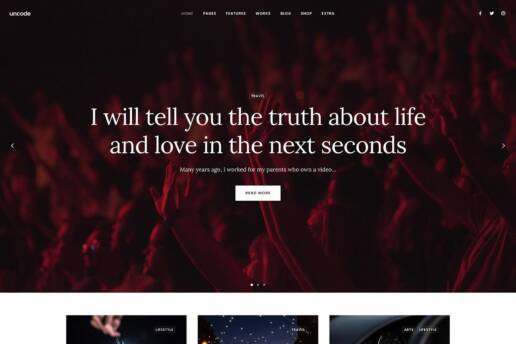 uncode
HOME PAGES FEATURES WORKS BLOG SHOP EXTRA
TRAVEL
I will tell you the truth about life
and love in the next seconds
Many years ago, I worked for my parents who own a video...
READ MORE
LIFESTYLE
TRAVEL
ARTS LIFESTYLE